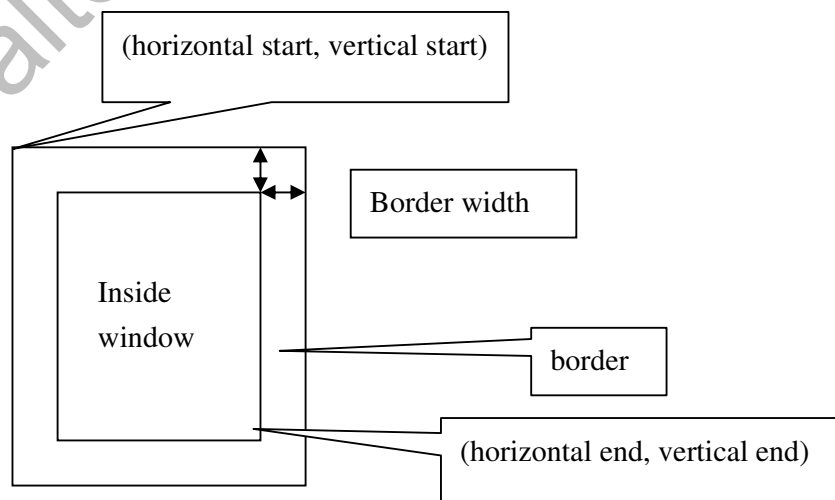 (horizontal start, vertical start)
Border width
Inside
window
border
(horizontal end, vertical end)